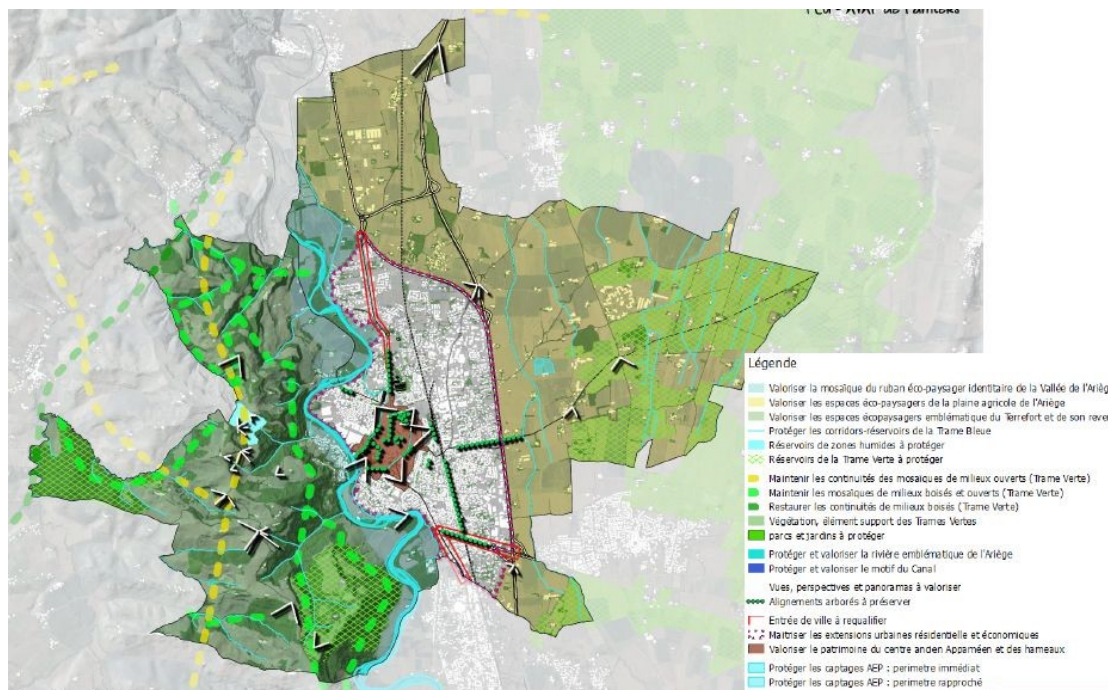 Légende
Valoriser la mosaïque du ruban éco-paysager identitaire de la Vallée de l'Arièg
Valoriser les espaces éco-paysagers de la plaine agricole de l'Ariège
Valoriser les espaces écopaysagers emblématique du Terrefort et de son reve
Protéger les corridors-réservoirs de la Trame Bleue
Réservoirs de zones humides à protéger
Réservoirs de la Trame Verte à protéger
Maintenir les continuités des mosaïques de milieux ouverts (Trame Verte)
Maintenir les mosaïques de milieux boisés et ouverts (Trame Verte)
Restaurer les continuités de milieux boisés (Trame Verte)
Végétation, élément support des Trames Vertes
parcs et jardins à protéger
Protéger et valoriser la rivière emblématique de l'Ariège
Protéger et valoriser le motif du Canal
Vues, perspectives et panoramas à valoriser
Alignements arborés à préserver
Entrée de ville à requalifier
Maitriser les extensions urbaines résidentielle et économiques
Valoriser le patrimoine du centre ancien Appaméen et des hameaux
Protéger les captages AEP : perimetre immédiat
Protéger les captages AEP : perimetre rapproché